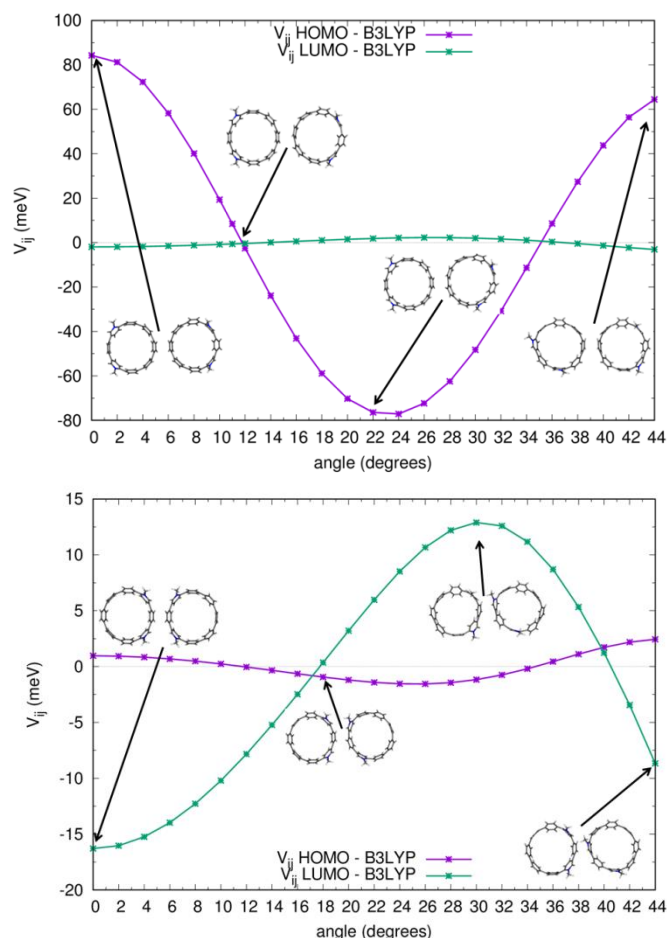 V_ij HOMO - B3LYP
V_ij LUMO - B3LYP
100
80
60
40
20
0
-20
-40
-60
-80
V_ij (meV)
0 2 4 6 8 10 12 14 16 18 20 22 24 26 28 30 32 34 36 38 40 42 44
angle (degrees)
15
10
5
0
-5
-10
-15
-20
V_ij (meV)
V_ij HOMO - B3LYP
V_ij LUMO - B3LYP
0 2 4 6 8 10 12 14 16 18 20 22 24 26 28 30 32 34 36 38 40 42 44
angle (degrees)